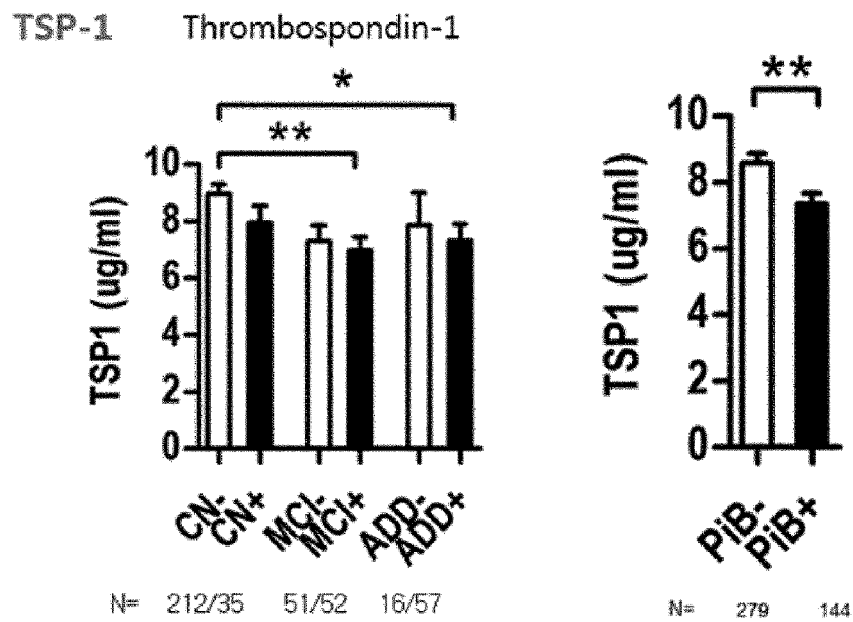 TSP-1 Thrombospondin-1
*
**
10
8
6
4
2
0
TSP1 (ug/ml)
CN-
CN+
MCI-
MCI+
ADD-
ADD+
N= 212/35 51/52 16/57
**
10
8
6
4
2
0
TSP1 (ug/ml)
PiB-
PiB+
N= 279 144